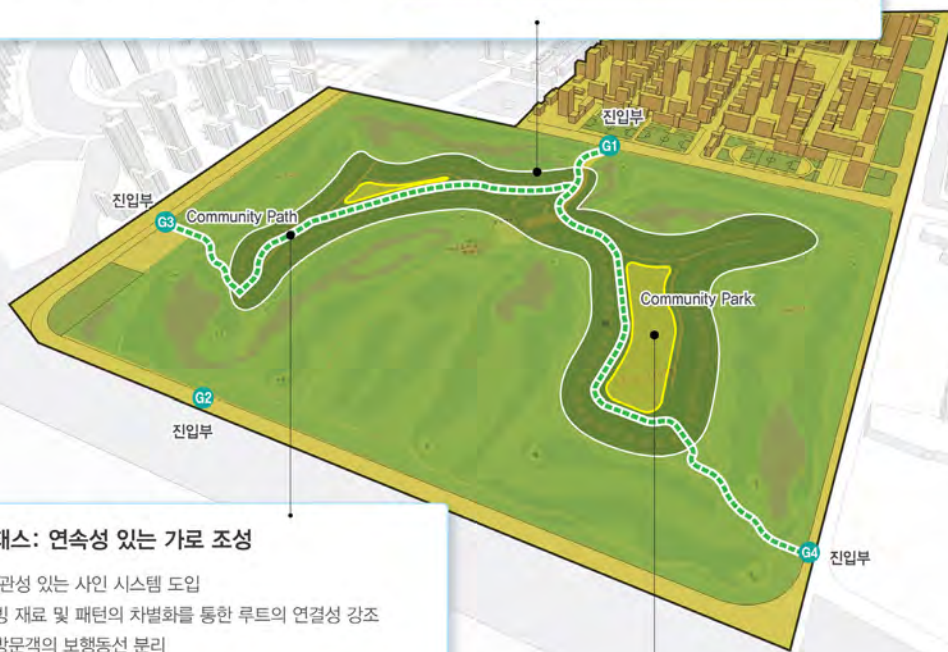 진입부
G1
진입부
G3
Community Path
Community Park
G2
진입부
G4
진입부
패스: 연속성 있는 가로 조성
관성 있는 사인 시스템 도입
빙 재료 및 패턴의 차별화를 통한 루트의 연결성 강조
방문객의 보행동선 분리